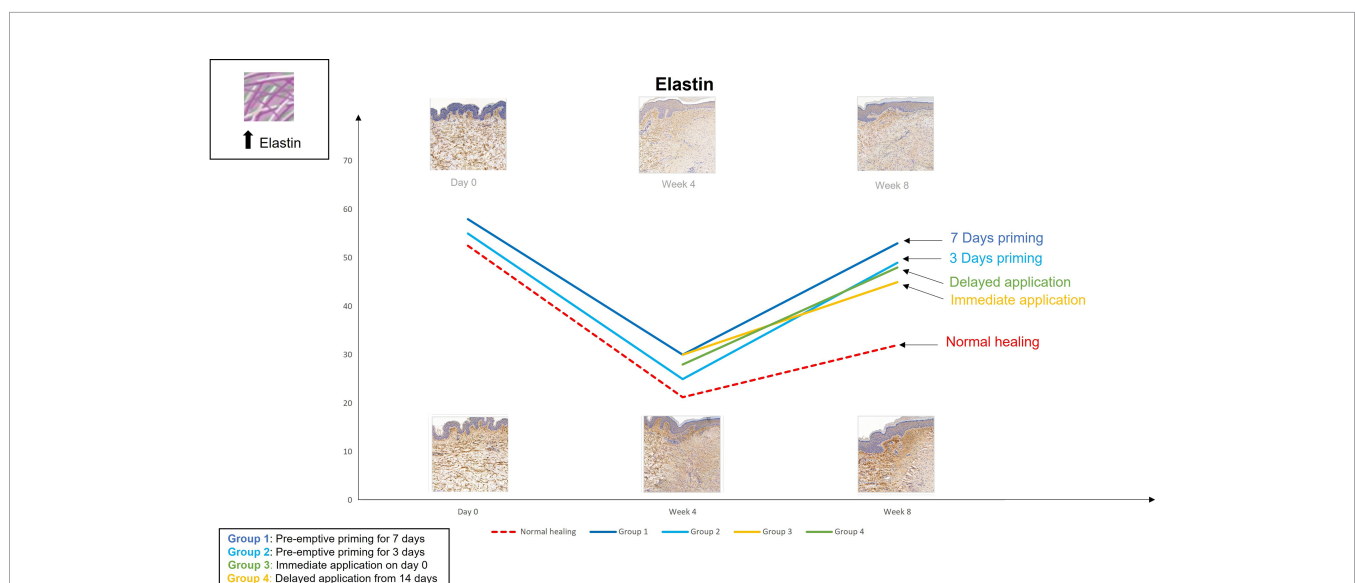 Elastin
Elastin
Day 0
Week 4
Week 8
70
60
50
40
30
20
10
0
7 Days priming
3 Days priming
Delayed application
Immediate application
Normal healing
Day 0
Week 4
Week 8
Normal healing
Group 1
Group 2
Group 3
Group 4
Group 1: Pre-emptive priming for 7 days
Group 2: Pre-emptive priming for 3 days
Group 3: Immediate application on day 0
Group 4: Delayed application from 14 days